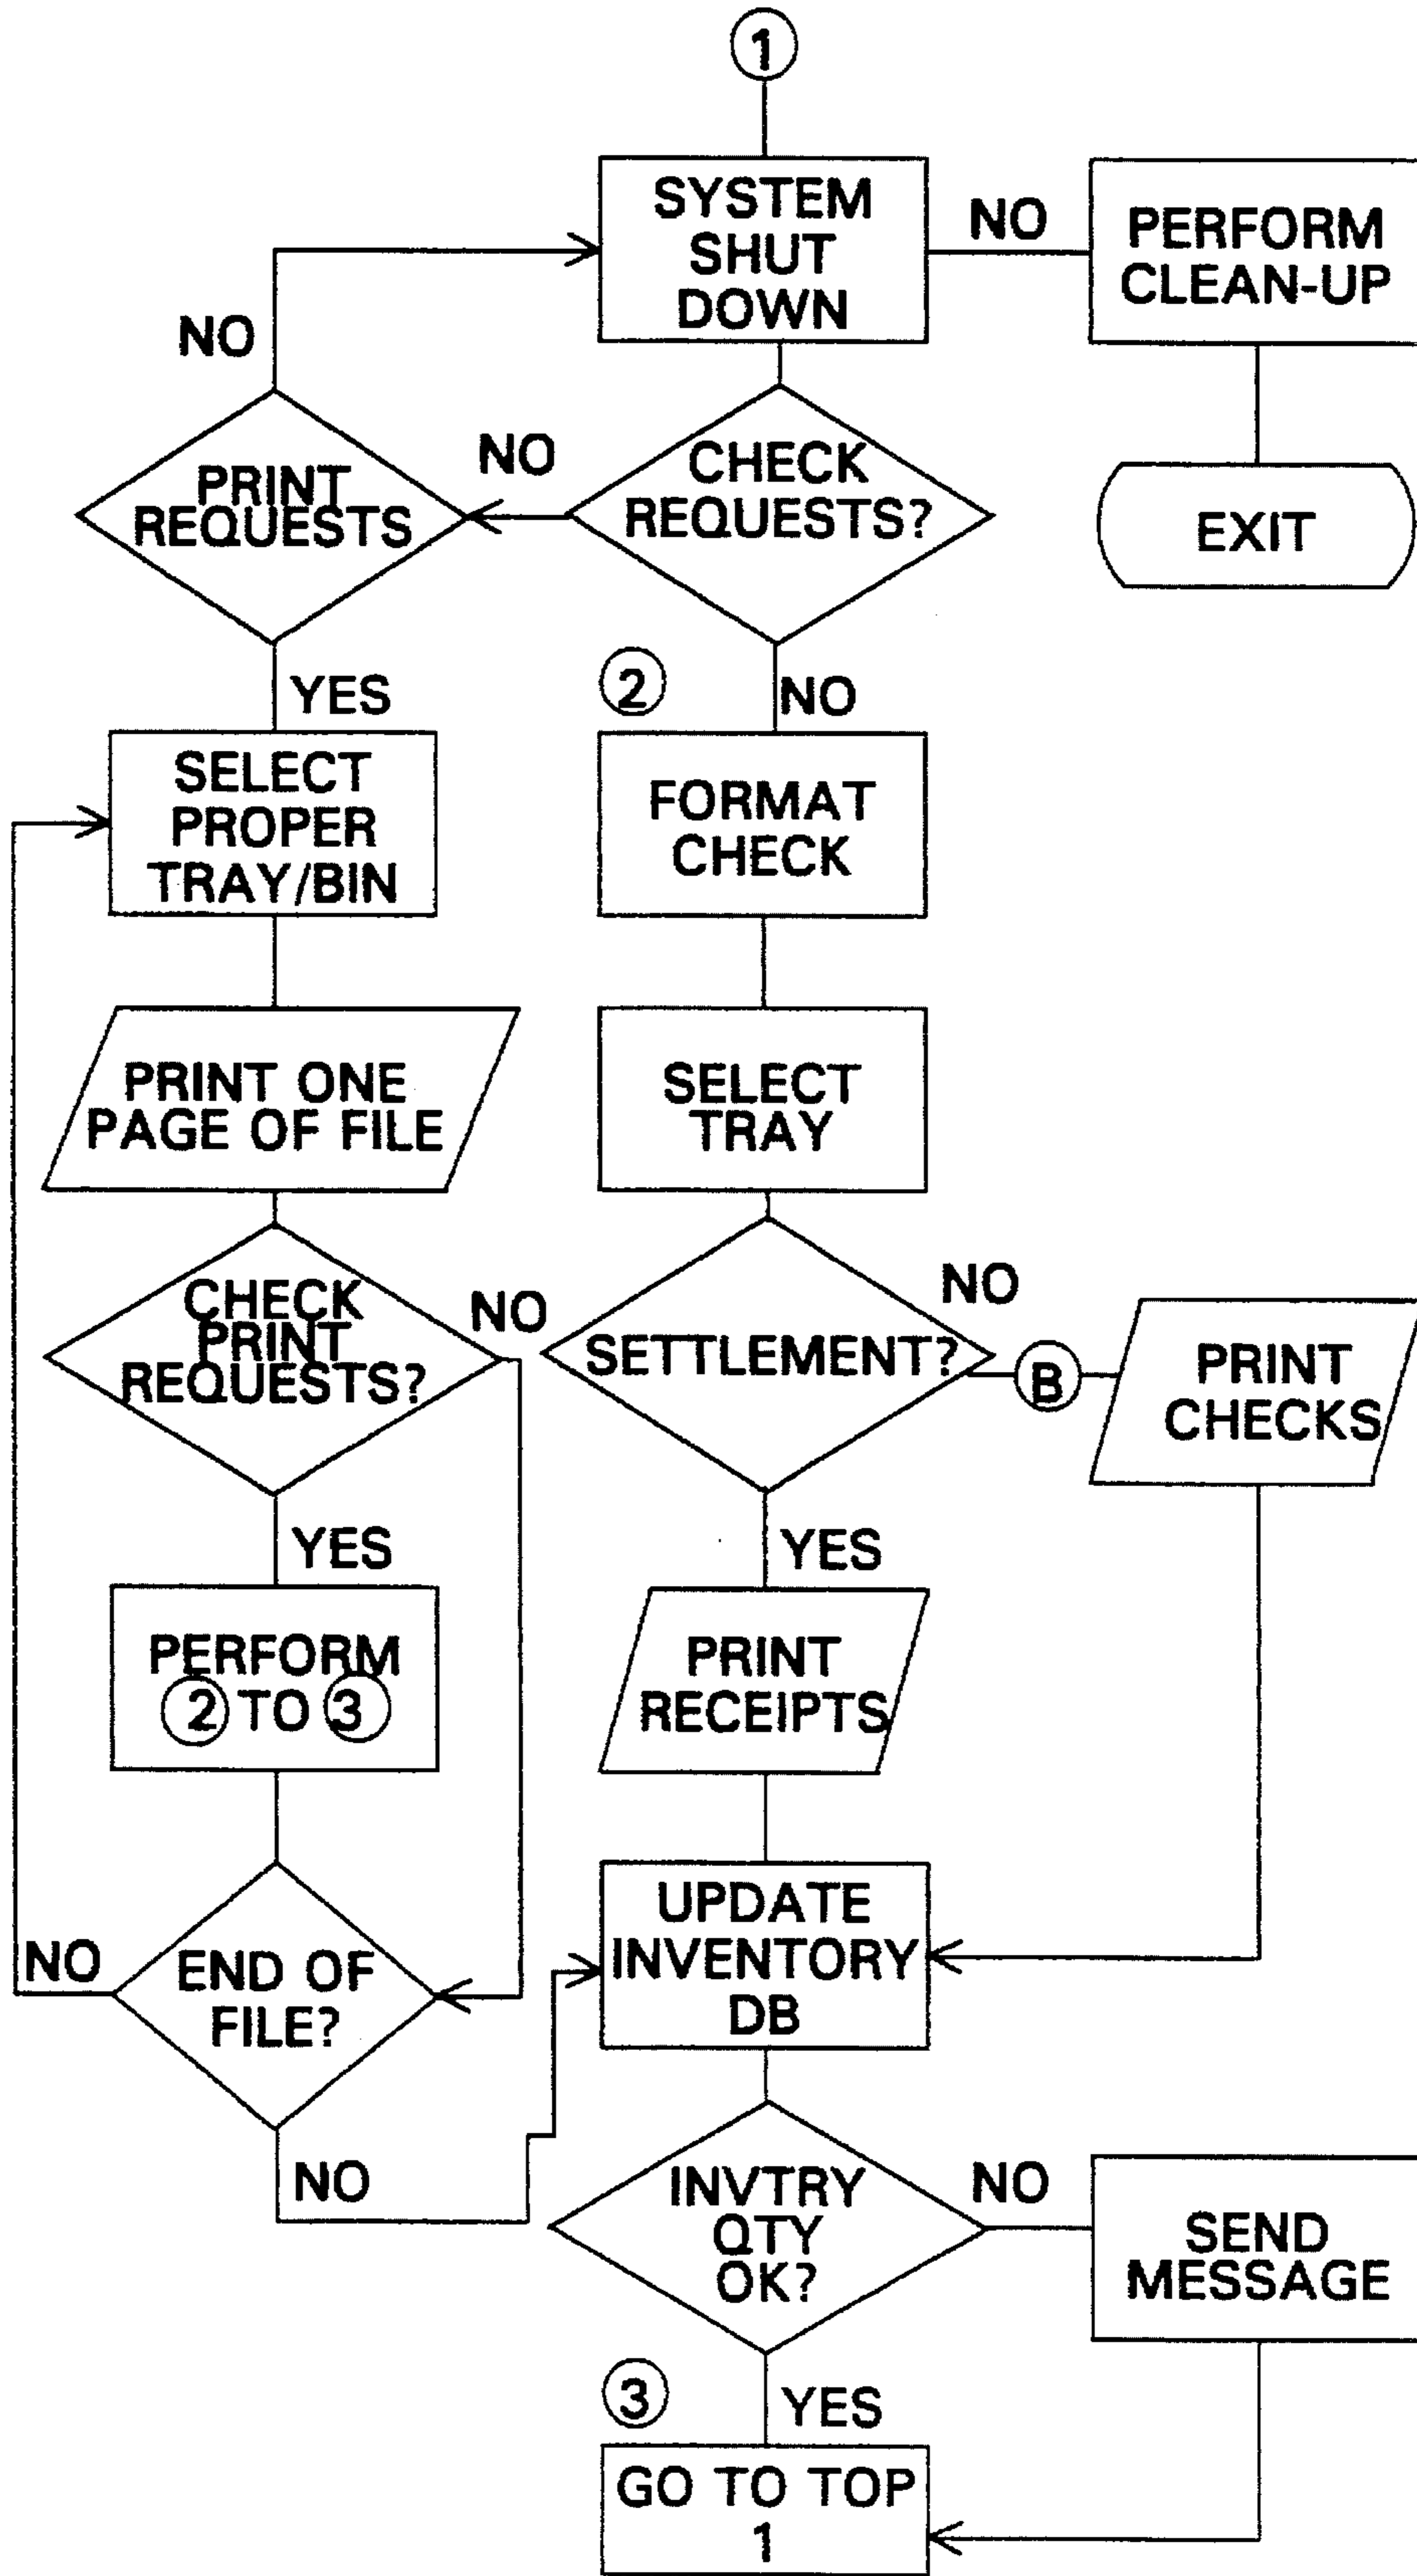 1
SYSTEM
SHUT
DOWN
NO
PERFORM
CLEAN-UP
EXIT
NO
PRINT
REQUESTS
NO
CHECK
REQUESTS?
YES
2
NO
SELECT
PROPER
TRAY/BIN
FORMAT
CHECK
PRINT ONE
PAGE OF FILE
SELECT
TRAY
CHECK
PRINT
REQUESTS?
NO
SETTLEMENT?
NO
B
PRINT
CHECKS
YES
YES
PERFORM
2 TO 3
PRINT
RECEIPTS
NO
END OF
FILE?
UPDATE
INVENTORY
DB
NO
INVTRY
QTY
OK?
NO
SEND
MESSAGE
3
YES
GO TO TOP
1